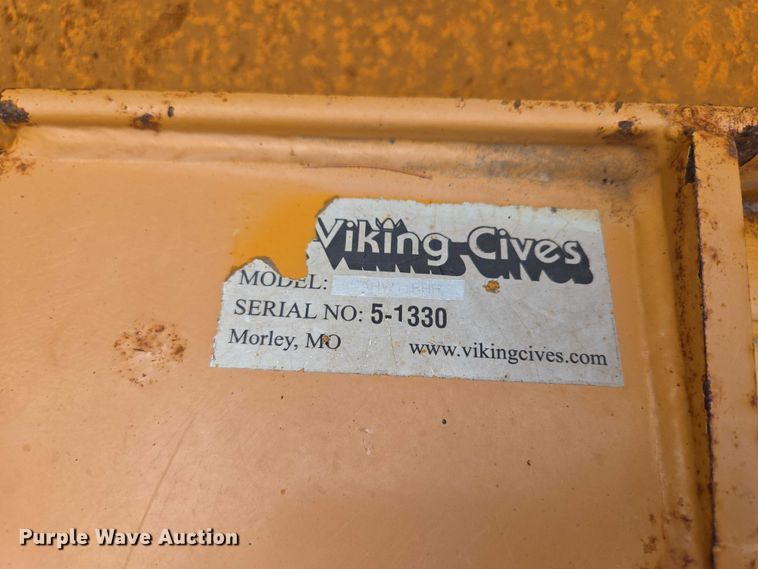 Viking-Cives
MODEL:
SERIAL NO: 5-1330
Morley, MO www.vikingcives.com
Purple Wave Auction